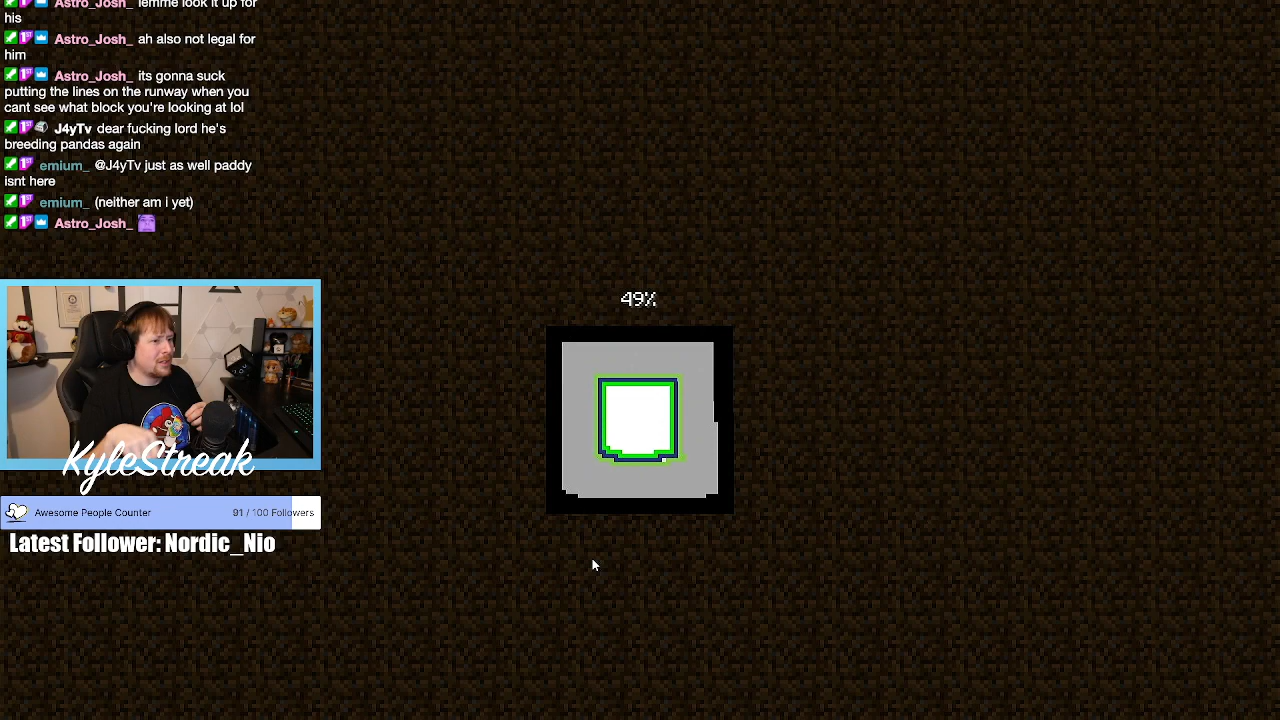 Astro_Josh_ lemme look it up for
his
Astro_Josh_ ah also not legal for
him
Astro_Josh_ its gonna suck
putting the lines on the runway when you
cant see what block you're looking at lol
J4yTv dear fucking lord he's
breeding pandas again
emium_ @J4yTv just as well paddy
isnt here
emium_ (neither am i yet)
Astro_Josh_
49%
KyleStreak
Awesome People Counter 91 / 100 Followers
Latest Follower: Nordic_Nio